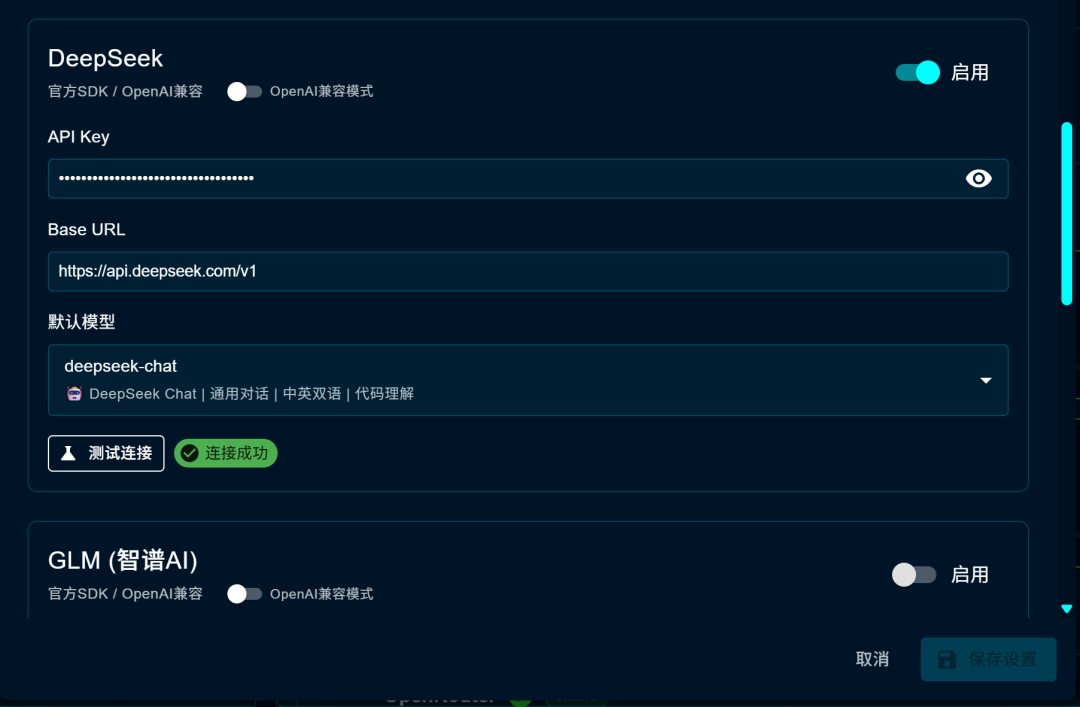 DeepSeek
启用
官方SDK / OpenAI兼容
OpenAI兼容模式
API Key
••••••••••••••••••••••••••••••••••••
Base URL
https://api.deepseek.com/v1
默认模型
deepseek-chat
DeepSeek Chat | 通用对话 | 中英双语 | 代码理解
测试连接
连接成功
GLM (智谱AI)
启用
官方SDK / OpenAI兼容
OpenAI兼容模式
取消
保存设置